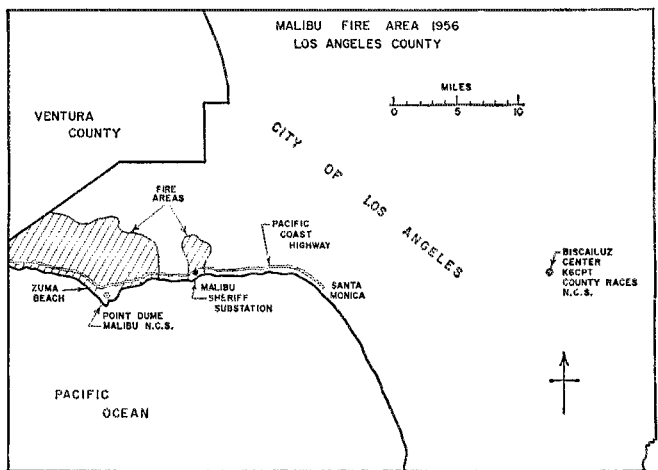 MALIBU FIRE AREA 1956
LOS ANGELES COUNTY
MILES
0 5 10
VENTURA
COUNTY
CITY OF LOS ANGELES
FIRE
AREAS
PACIFIC
COAST
HIGHWAY
BISCAILUZ
CENTER
K6CPT
COUNTY RACES
N.C.S.
ZUMA
BEACH
MALIBU
SHERIFF
SUBSTATION
SANTA
MONICA
POINT DUME
MALIBU N.C.S.
PACIFIC
OCEAN